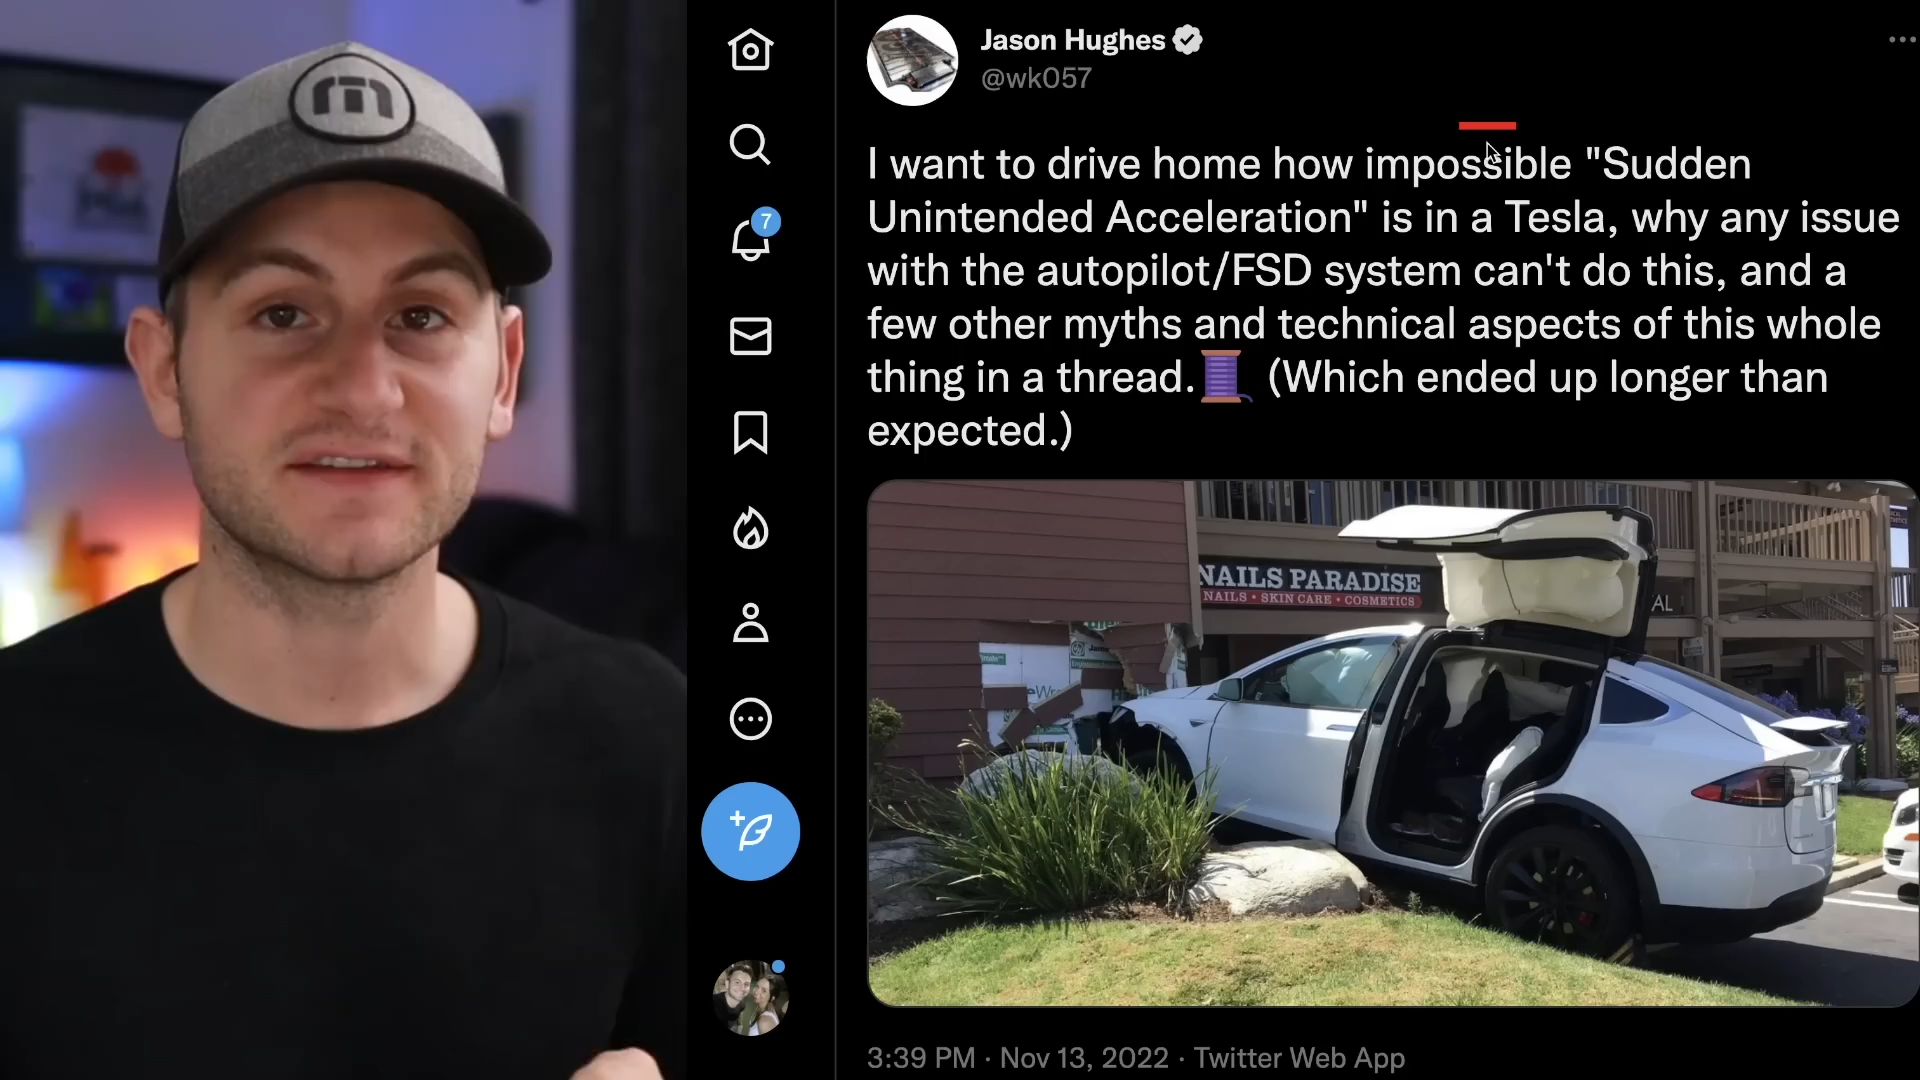 7
Jason Hughes
@wk057
I want to drive home how impossible "Sudden
Unintended Acceleration" is in a Tesla, why any issue
with the autopilot/FSD system can't do this, and a
few other myths and technical aspects of this whole
thing in a thread. (Which ended up longer than
expected.)
NAILS PARADISE
NAILS • SKIN CARE • COSMETICS
3:39 PM · Nov 13, 2022 · Twitter Web App